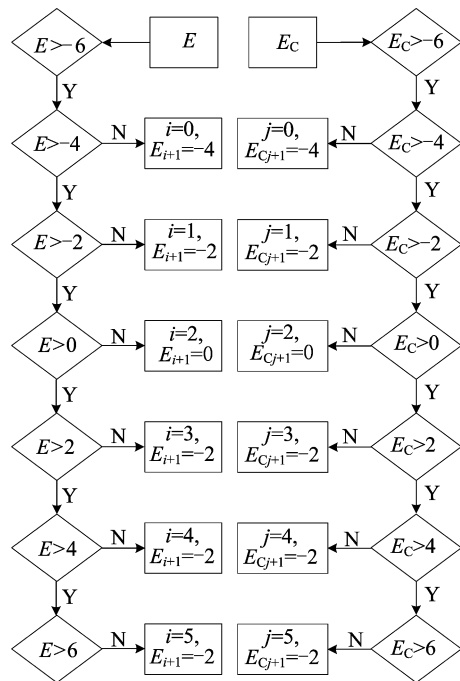 E>−6
E
E_C
E_C>−6
Y
Y
E>−4
N
i=0,
E_{i+1}=−4
j=0,
E_{Cj+1}=−4
N
E_C>−4
Y
Y
E>−2
N
i=1,
E_{i+1}=−2
j=1,
E_{Cj+1}=−2
N
E_C>−2
Y
Y
E>0
N
i=2,
E_{i+1}=0
j=2,
E_{Cj+1}=0
N
E_C>0
Y
Y
E>2
N
i=3,
E_{i+1}=−2
j=3,
E_{Cj+1}=−2
N
E_C>2
Y
Y
E>4
N
i=4,
E_{i+1}=−2
j=4,
E_{Cj+1}=−2
N
E_C>4
Y
Y
E>6
N
i=5,
E_{i+1}=−2
j=5,
E_{Cj+1}=−2
N
E_C>6